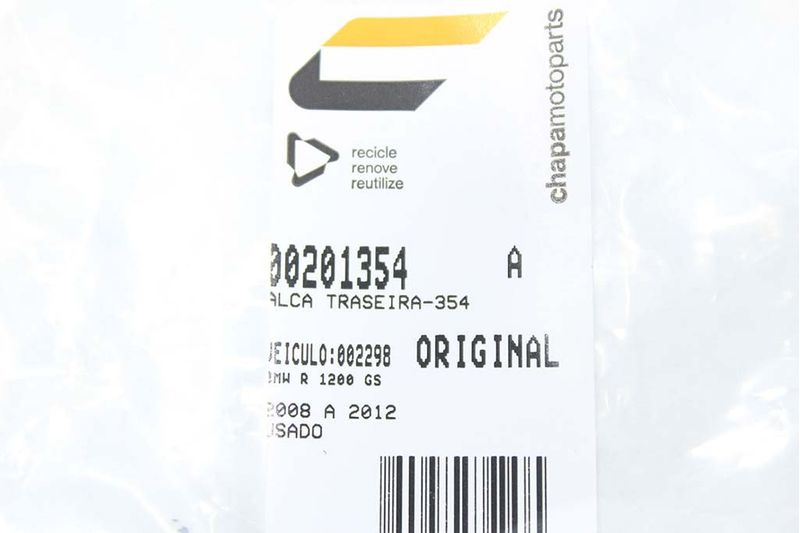 chapamotoparts
recicle
renove
reutilize
00201354 A
ALCA TRASEIRA-354
VEICULO:002298 ORIGINAL
BMW R 1200 GS
2008 A 2012
USADO